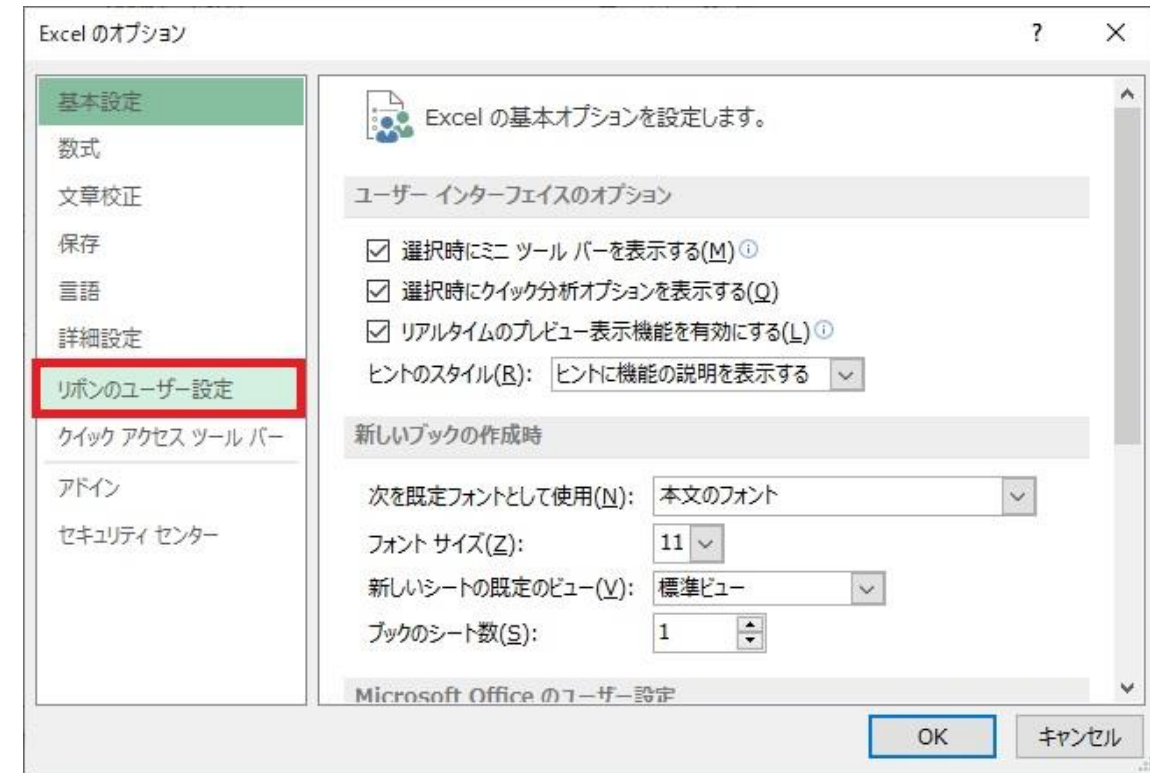 Excel のオプション
?
基本設定
数式
文章校正
保存
言語
詳細設定
リボンのユーザー設定
クイック アクセス ツール バー
アドイン
セキュリティ センター
Excel の基本オプションを設定します。
ユーザー インターフェイスのオプション
選択時にミニ ツール バーを表示する(M)
選択時にクイック分析オプションを表示する(Q)
リアルタイムのプレビュー表示機能を有効にする(L)
ヒントのスタイル(R): ヒントに機能の説明を表示する
新しいブックの作成時
次を既定フォントとして使用(N): 本文のフォント
フォント サイズ(Z): 11
新しいシートの既定のビュー(V): 標準ビュー
ブックのシート数(S): 1
Microsoft Office のユーザー設定
OK キャンセル